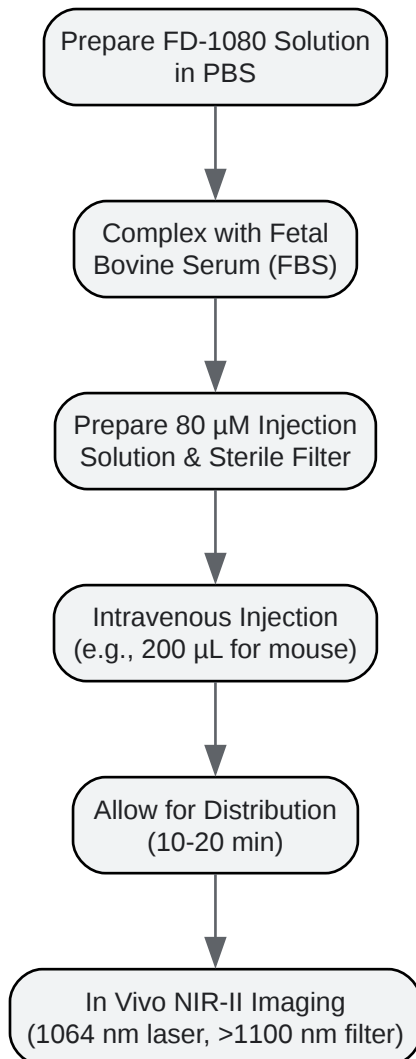 Prepare FD-1080 Solution
in PBS
Complex with Fetal
Bovine Serum (FBS)
Prepare 80 µM Injection
Solution & Sterile Filter
Intravenous Injection
(e.g., 200 µL for mouse)
Allow for Distribution
(10-20 min)
In Vivo NIR-II Imaging
(1064 nm laser, >1100 nm filter)